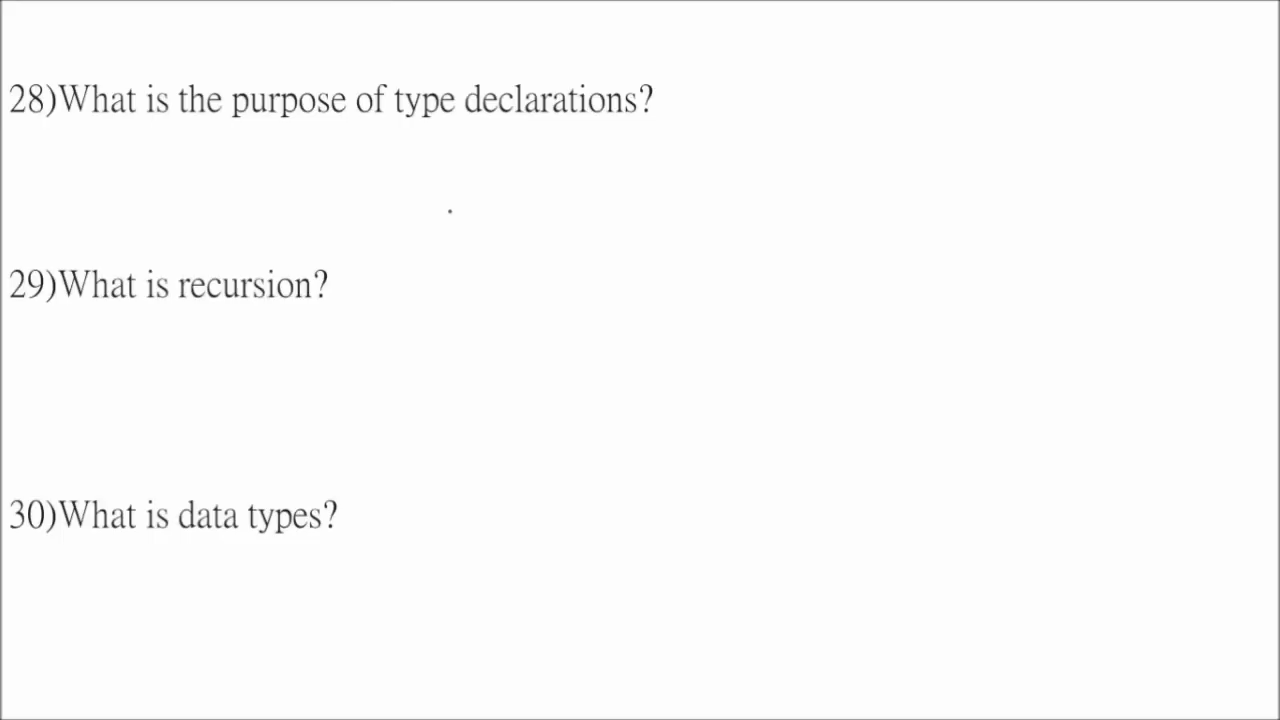 28)What is the purpose of type declarations?
29)What is recursion?
30)What is data types?